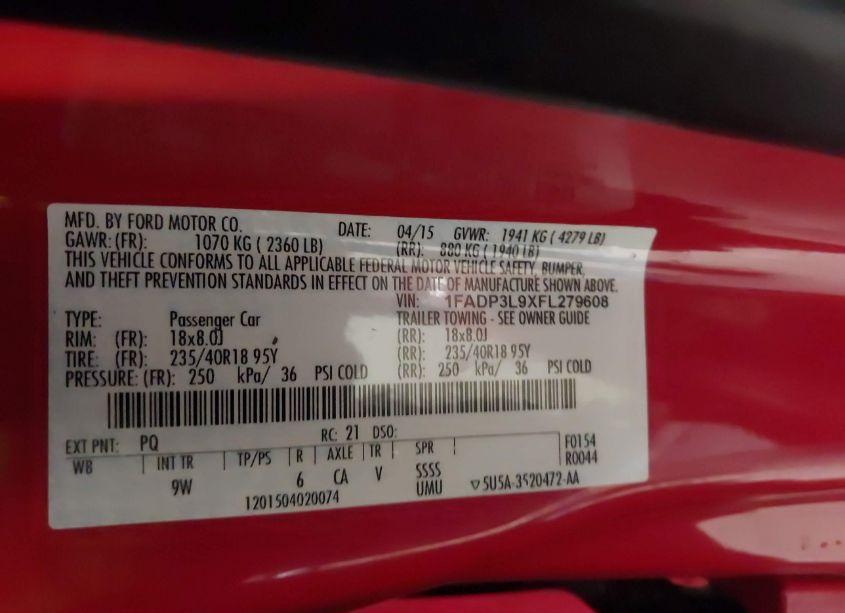 MFD. BY FORD MOTOR CO. DATE: 04/15 GVWR: 1941 KG ( 4279 LB)
GAWR: (FR): 1070 KG ( 2360 LB) (RR): 880 KG ( 1940 LB)
THIS VEHICLE CONFORMS TO ALL APPLICABLE FEDERAL MOTOR VEHICLE SAFETY, BUMPER,
AND THEFT PREVENTION STANDARDS IN EFFECT ON THE DATE OF MANUFACTURE SHOWN ABOVE.
VIN: 1FADP3L9XFL279608
TYPE: Passenger Car TRAILER TOWING - SEE OWNER GUIDE
RIM: (FR): 18x8.0J (RR): 18x8.0J
TIRE: (FR): 235/40R18 95Y (RR): 235/40R18 95Y
PRESSURE: (FR): 250 kPa/ 36 PSI COLD (RR): 250 kPa/ 36 PSI COLD
EXT PNT: PQ RC: 21 DSO: F0154
R0044
WB INT TR TP/PS R AXLE TR SPR
9W 6 CA V SSSS
UMU
1201504020074 ▽5U5A-3520472-AA